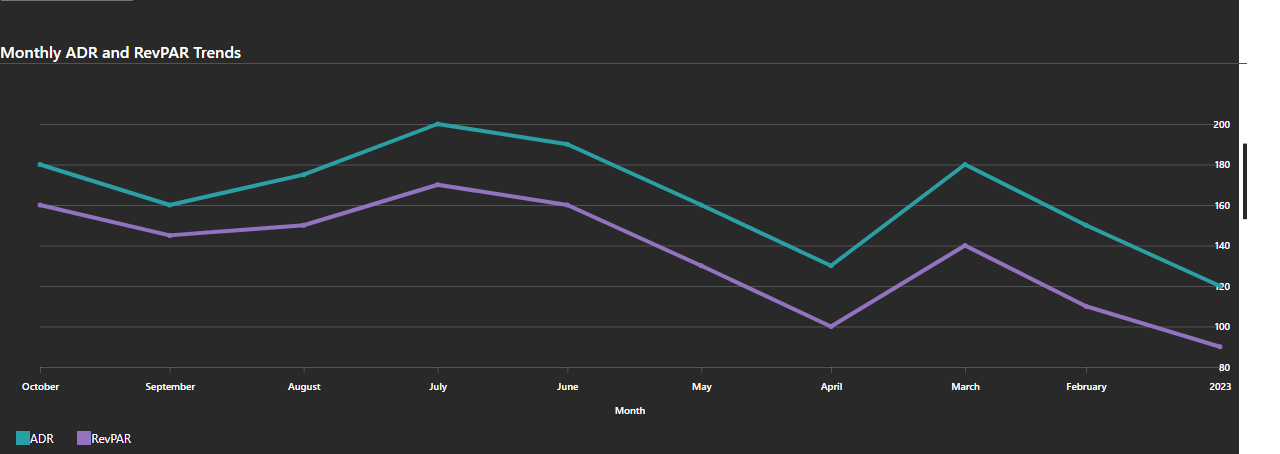 Monthly ADR and RevPAR Trends
200
180
160
140
120
100
80
October September August July June May April March February 2023
Month
ADR RevPAR